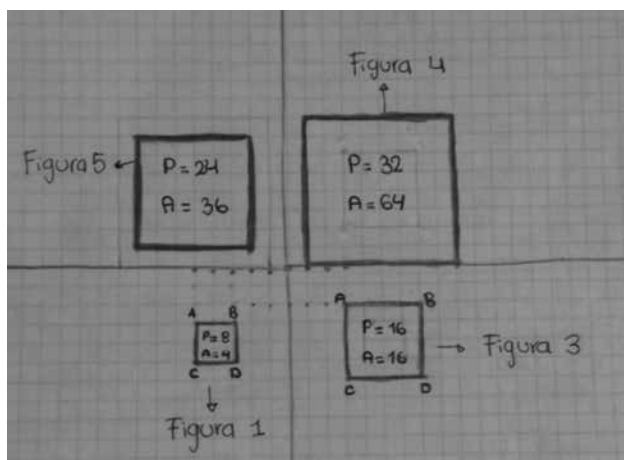 Figura 4
Figura 5
P = 24
A = 36
P = 32
A = 64
A B
P = 8
A = 4
C D
Figura 1
A B
P = 16
A = 16
C D
Figura 3